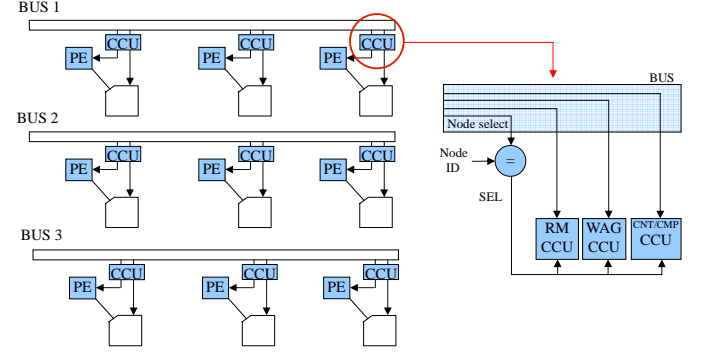 BUS 1
CCU CCU CCU
PE PE PE
BUS 2
CCU CCU CCU
PE PE PE
BUS 3
CCU CCU CCU
PE PE PE
BUS
Node select
Node
ID
=
SEL
RM WAG CNT/CMP
CCU CCU CCU